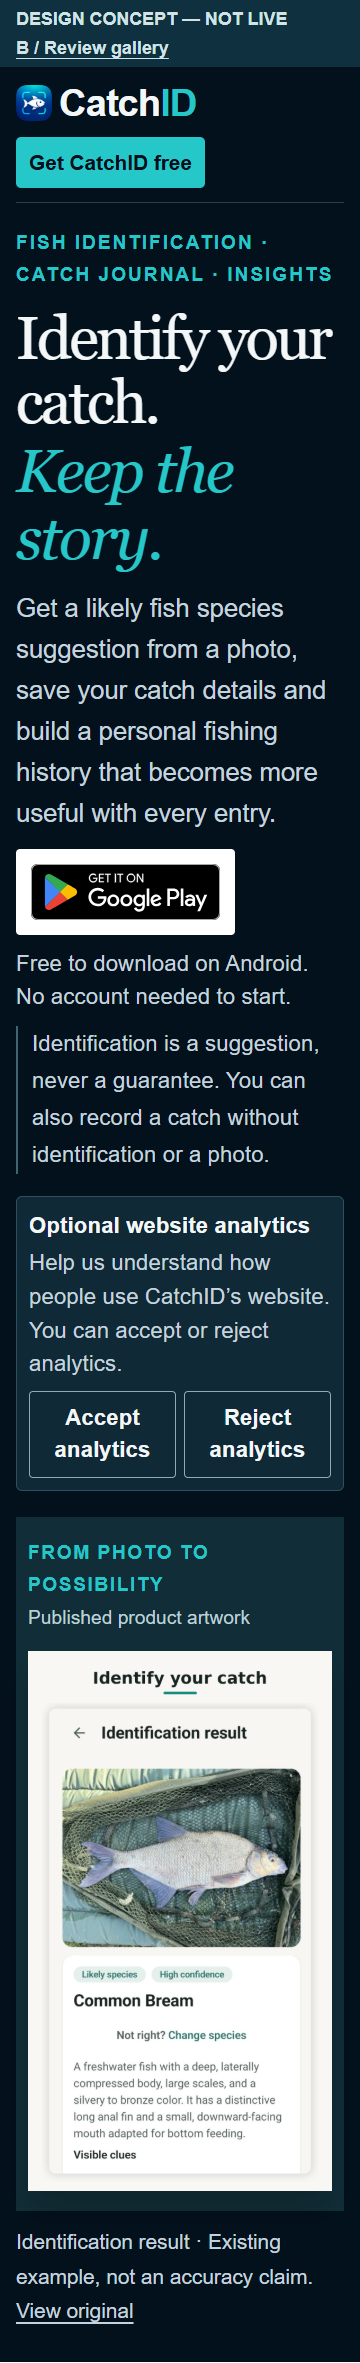 DESIGN CONCEPT — NOT LIVE
B / Review gallery
CatchID
Get CatchID free
FISH IDENTIFICATION ·
CATCH JOURNAL · INSIGHTS
Identify your
catch.
Keep the
story.
Get a likely fish species
suggestion from a photo,
save your catch details and
build a personal fishing
history that becomes more
useful with every entry.
GET IT ON
Google Play
Free to download on Android.
No account needed to start.
Identification is a suggestion,
never a guarantee. You can
also record a catch without
identification or a photo.
Optional website analytics
Help us understand how
people use CatchID’s website.
You can accept or reject
analytics.
Accept
analytics
Reject
analytics
FROM PHOTO TO
POSSIBILITY
Published product artwork
Identify your catch
← Identification result
Likely species High confidence
Common Bream
Not right? Change species
A freshwater fish with a deep, laterally
compressed body, large scales, and a
silvery to bronze color. It has a distinctive
long anal fin and a small, downward-facing
mouth adapted for bottom feeding.
Visible clues
Identification result · Existing
example, not an accuracy claim.
View original